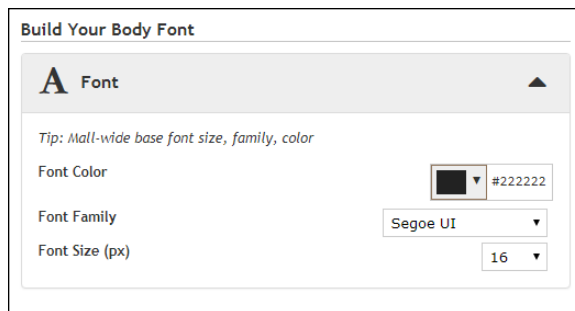 Build Your Body Font
A Font
Tip: Mall-wide base font size, family, color
Font Color #222222
Font Family Segoe UI
Font Size (px) 16